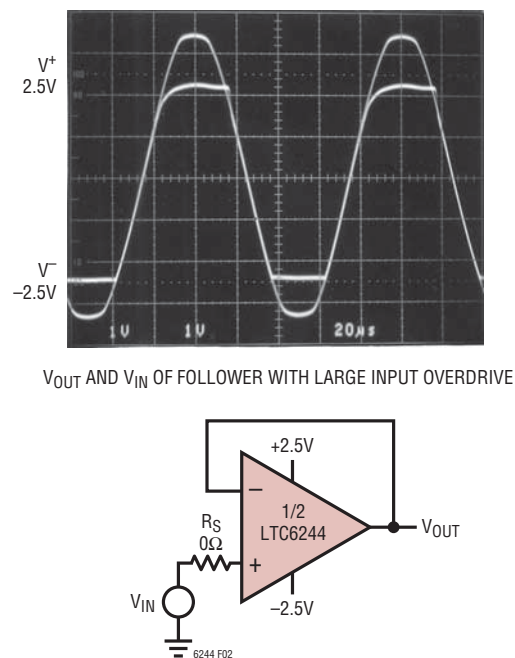 V+
2.5V
V–
–2.5V
1V 1V 20µs
VOUT AND VIN OF FOLLOWER WITH LARGE INPUT OVERDRIVE
+2.5V
–
1/2
LTC6244
RS
0Ω
+
VOUT
VIN
–2.5V
6244 F02